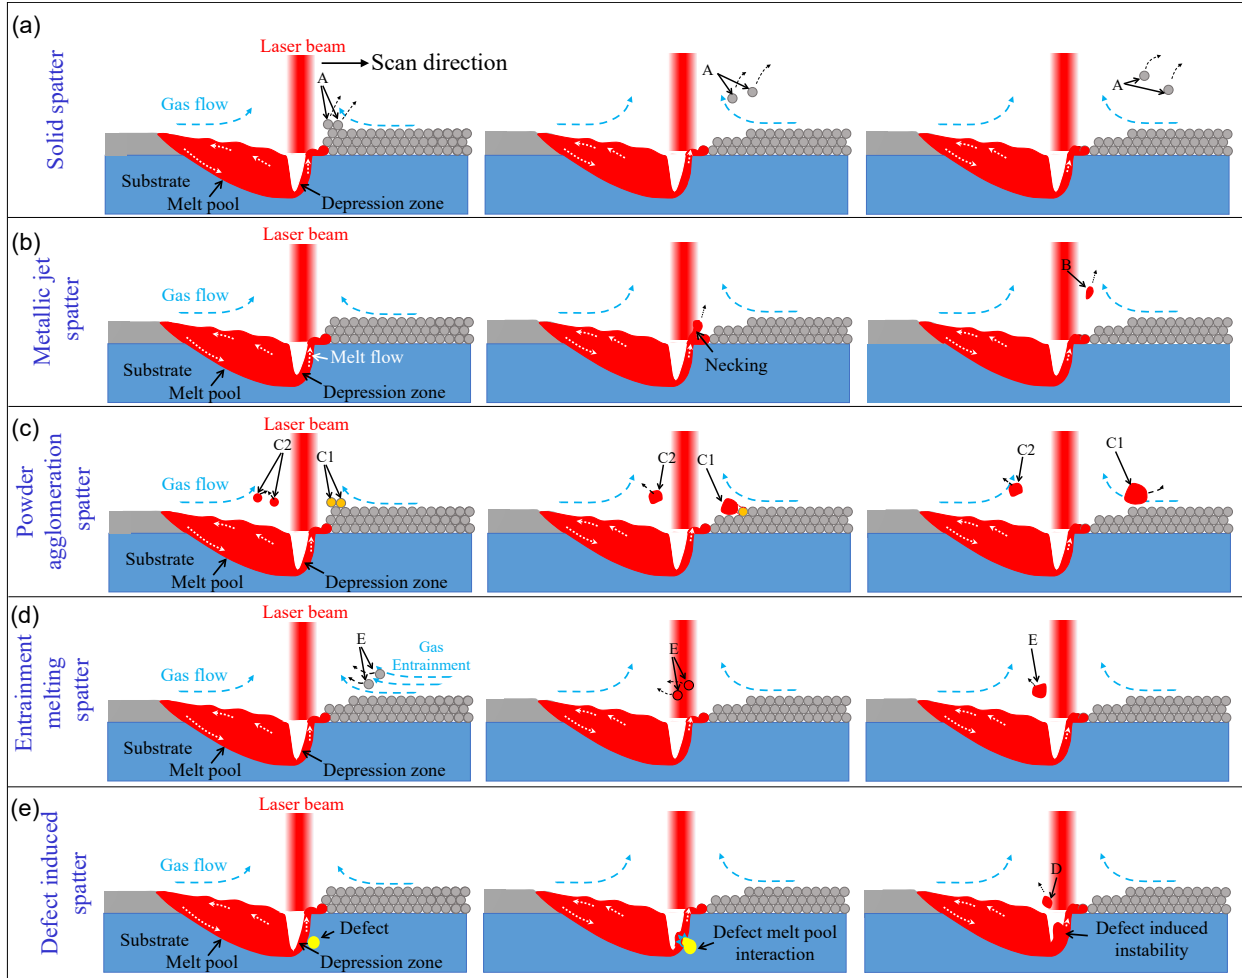 (a)
Solid spatter
Laser beam
Scan direction
A
Gas flow
Substrate
Melt pool
Depression zone
A
A
(b)
Metallic jet
spatter
Laser beam
Gas flow
Melt flow
Substrate
Melt pool
Depression zone
Necking
B
(c)
Powder
agglomeration
spatter
Laser beam
C2
C1
Gas flow
Substrate
Melt pool
Depression zone
C2
C1
C2
C1
(d)
Entrainment
melting
spatter
Laser beam
E
Gas
Entrainment
Gas flow
Substrate
Melt pool
Depression zone
E
E
(e)
Defect induced
spatter
Laser beam
Gas flow
Defect
Substrate
Melt pool
Depression zone
Defect melt pool
interaction
D
Defect induced
instability